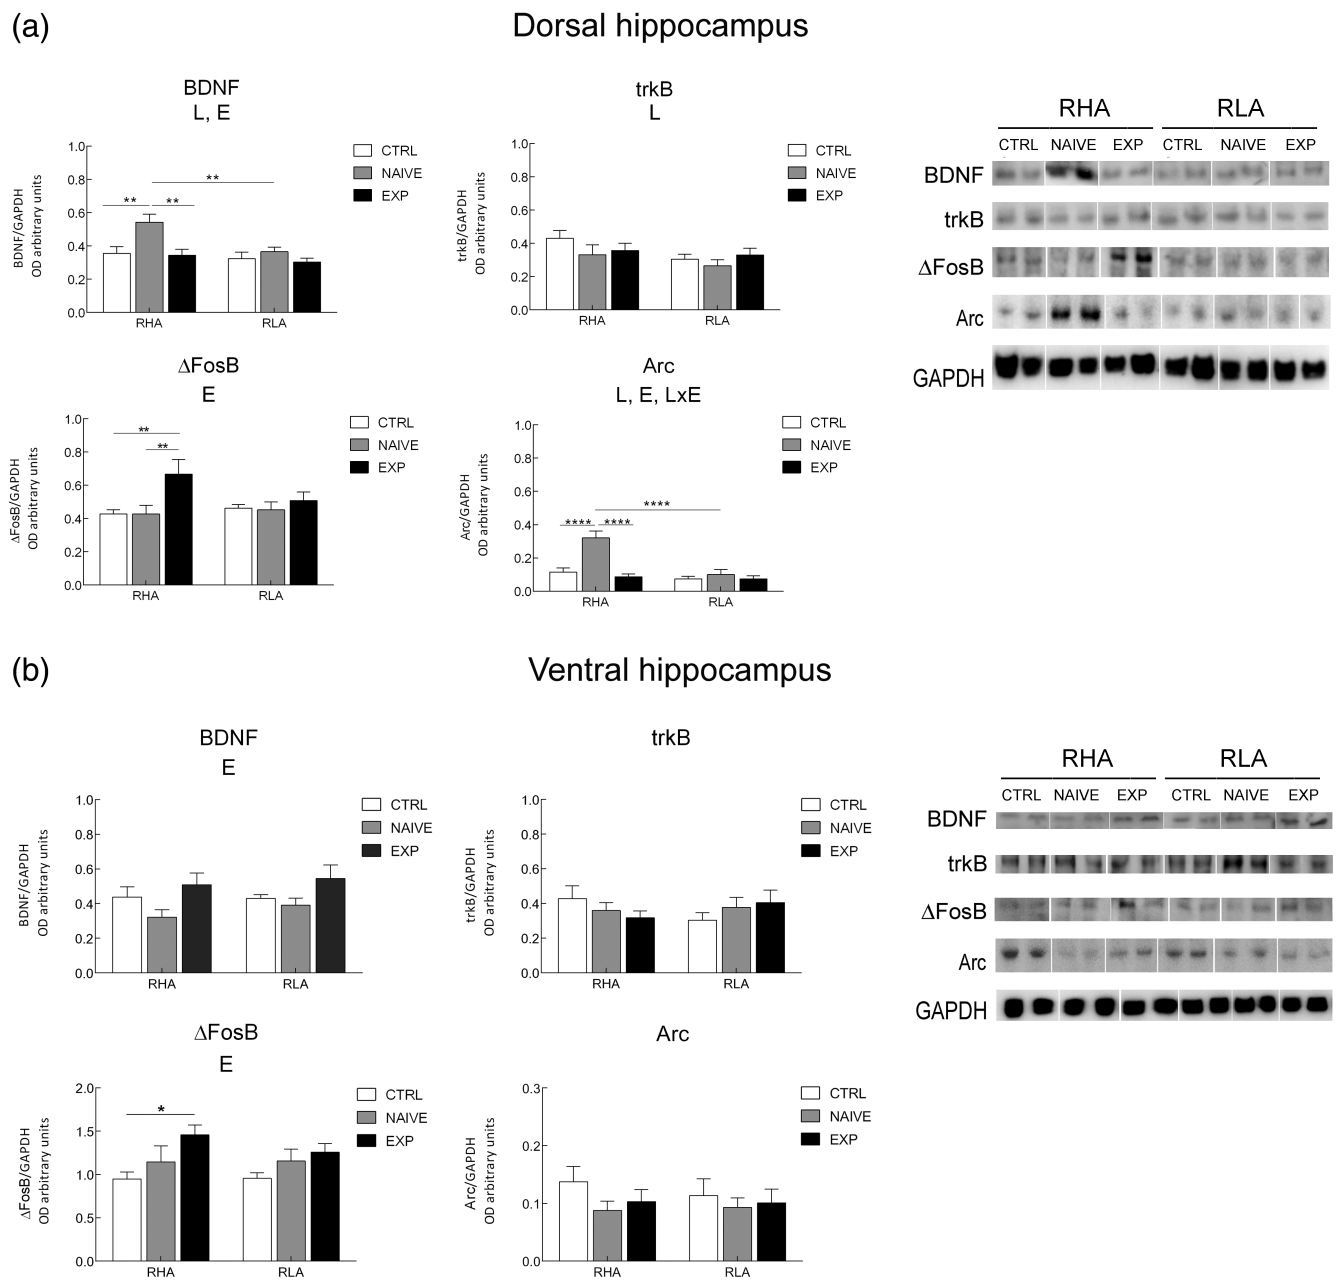 (a)
Dorsal hippocampus
BDNF
L, E
CTRL
NAIVE
EXP
BDNF/GAPDH
OD arbitrary units
1.0
0.8
0.6
0.4
0.2
0.0
**
** **
RHA RLA
trkB
L
CTRL
NAIVE
EXP
trkB/GAPDH
OD arbitrary units
1.0
0.8
0.6
0.4
0.2
0.0
RHA RLA
ΔFosB
E
CTRL
NAIVE
EXP
ΔFosB/GAPDH
OD arbitrary units
1.0
0.8
0.6
0.4
0.2
0.0
**
**
RHA RLA
Arc
L, E, LxE
CTRL
NAIVE
EXP
Arc/GAPDH
OD arbitrary units
1.0
0.8
0.6
0.4
0.2
0.0
****
**** ****
RHA RLA
RHA RLA
CTRL NAIVE EXP CTRL NAIVE EXP
BDNF
trkB
ΔFosB
Arc
GAPDH
(b)
Ventral hippocampus
BDNF
E
CTRL
NAIVE
EXP
BDNF/GAPDH
OD arbitrary units
1.0
0.8
0.6
0.4
0.2
0.0
RHA RLA
trkB
CTRL
NAIVE
EXP
trkB/GAPDH
OD arbitrary units
1.0
0.8
0.6
0.4
0.2
0.0
RHA RLA
ΔFosB
E
CTRL
NAIVE
EXP
ΔFosB/GAPDH
OD arbitrary units
2.0
1.5
1.0
0.5
0.0
*
RHA RLA
Arc
CTRL
NAIVE
EXP
Arc/GAPDH
OD arbitrary units
0.3
0.2
0.1
0.0
RHA RLA
RHA RLA
CTRL NAIVE EXP CTRL NAIVE EXP
BDNF
trkB
ΔFosB
Arc
GAPDH